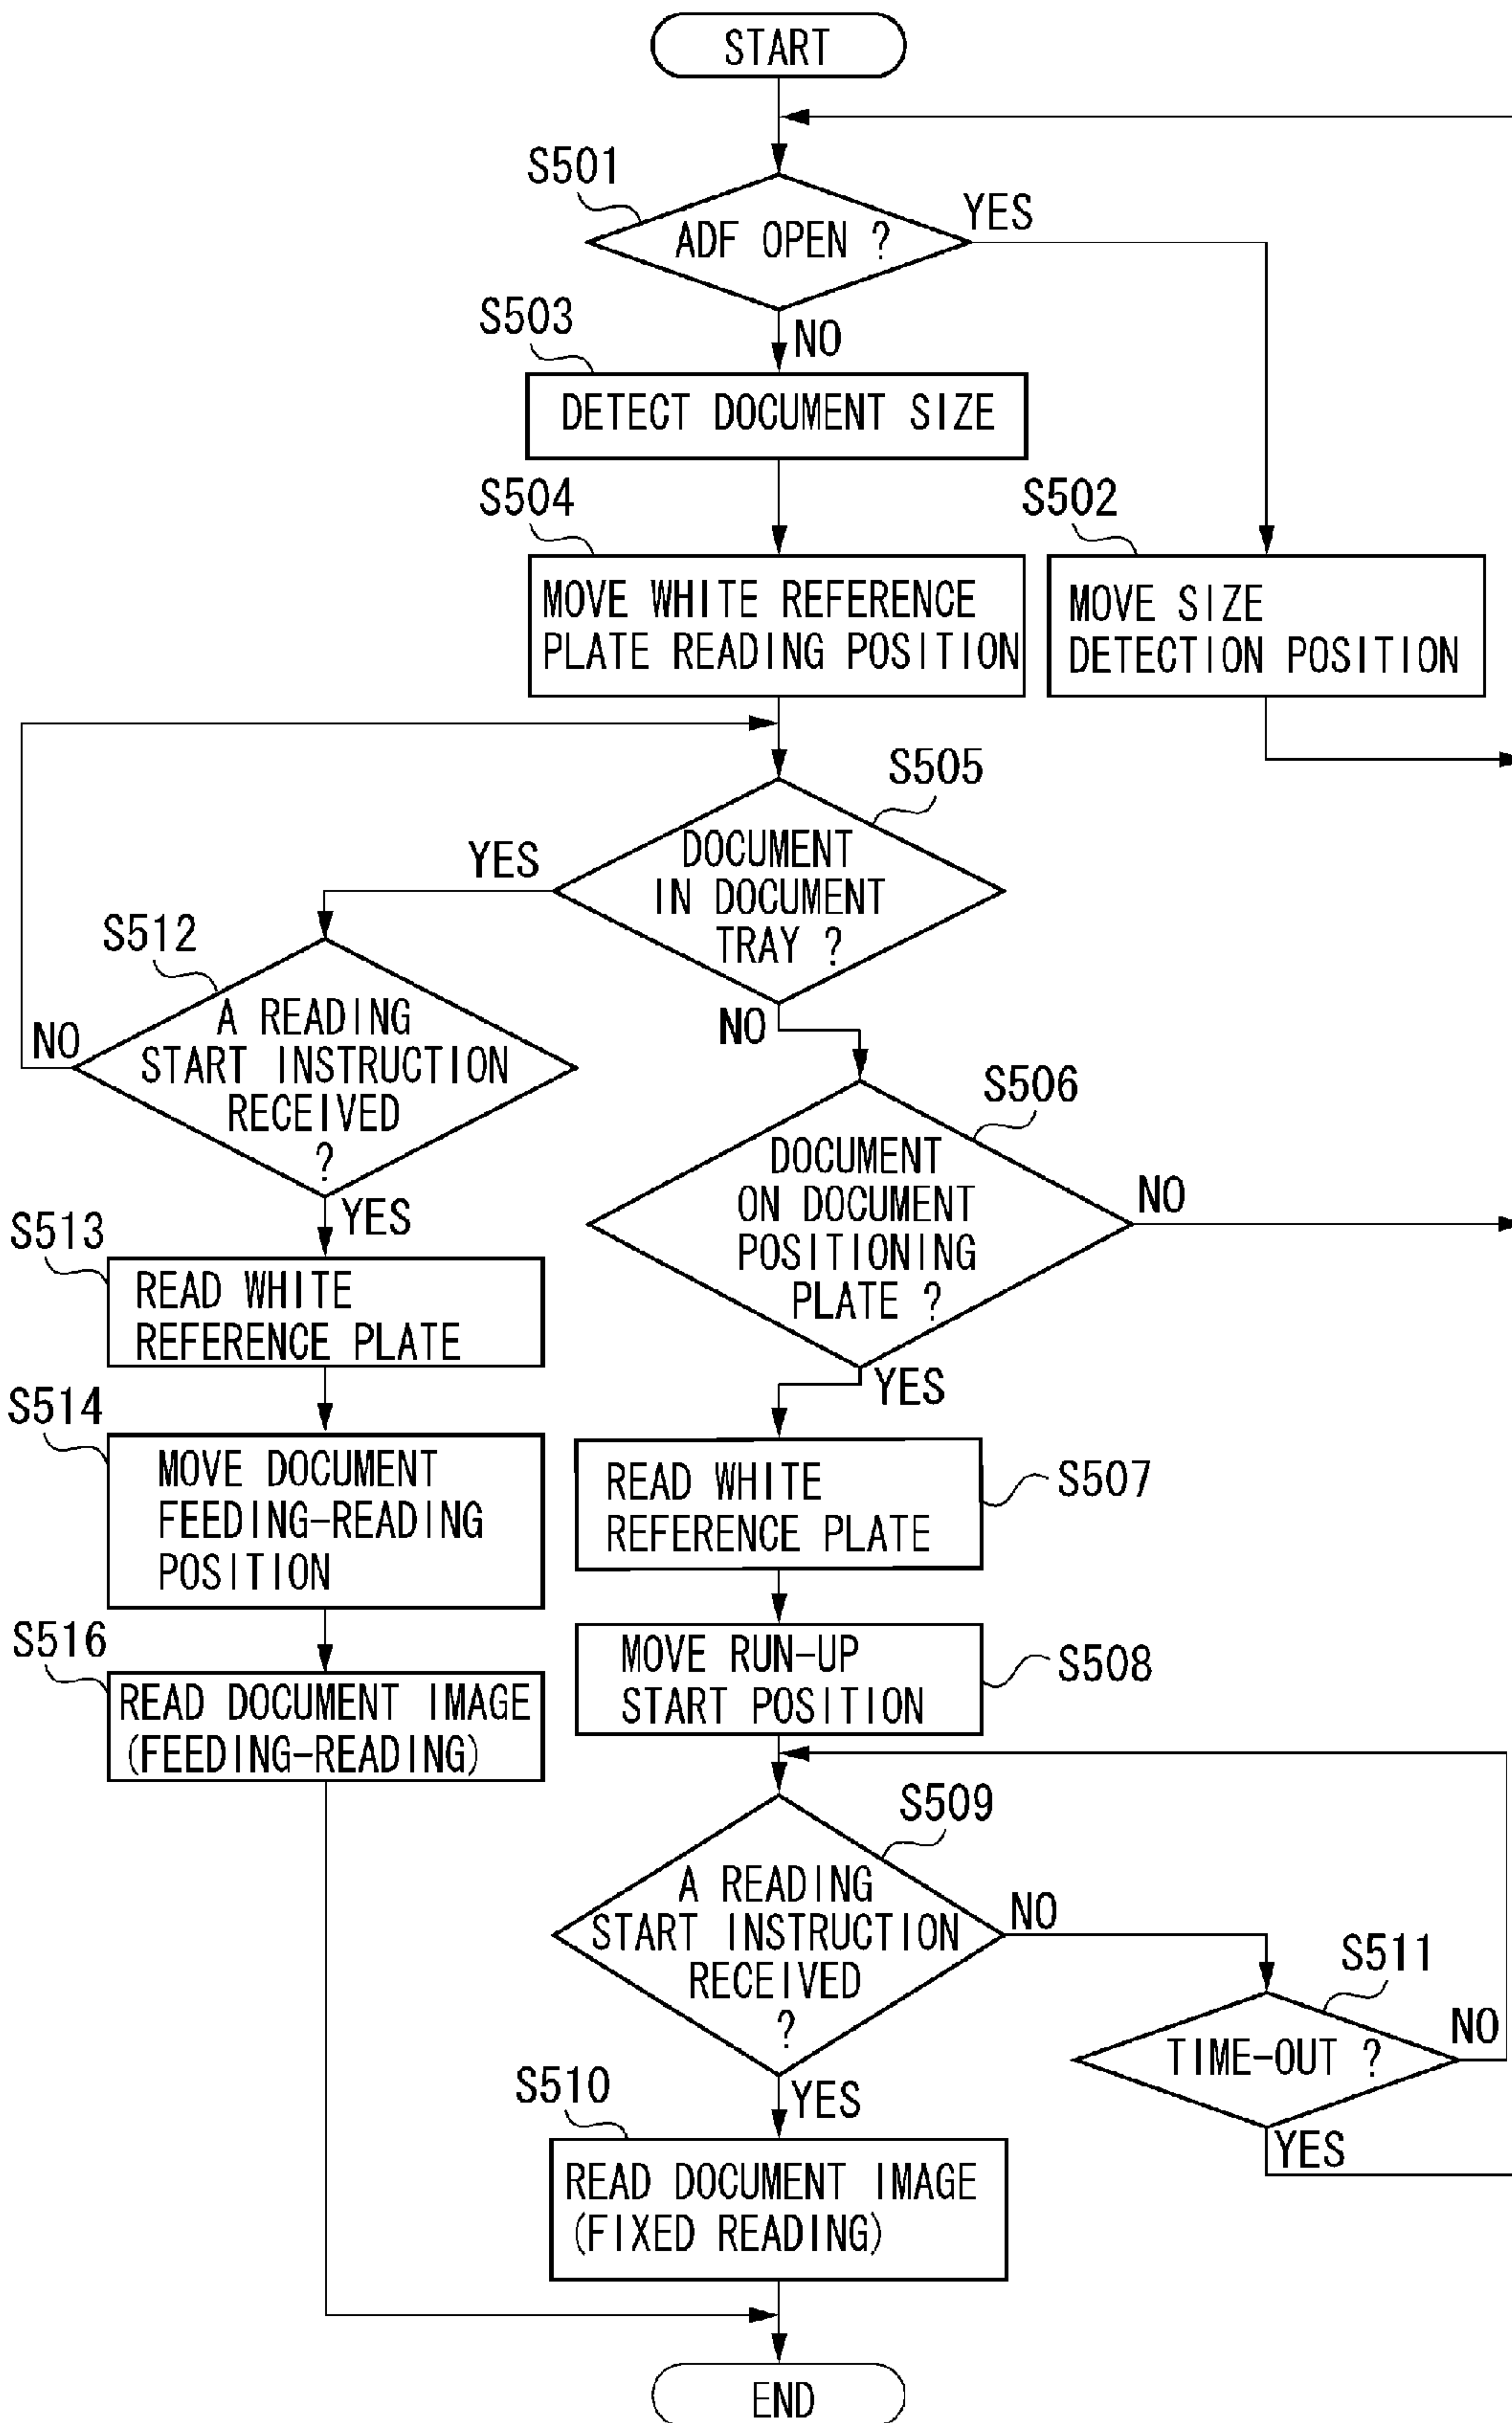 START
S501
ADF OPEN ?
YES
NO
S503
DETECT DOCUMENT SIZE
S504
MOVE WHITE REFERENCE
PLATE READING POSITION
S502
MOVE SIZE
DETECTION POSITION
S505
DOCUMENT
IN DOCUMENT
TRAY ?
YES
NO
S512
A READING
START INSTRUCTION
RECEIVED
?
NO
YES
S506
DOCUMENT
ON DOCUMENT
POSITIONING
PLATE ?
NO
YES
S513
READ WHITE
REFERENCE PLATE
S514
MOVE DOCUMENT
FEEDING-READING
POSITION
S516
READ DOCUMENT IMAGE
(FEEDING-READING)
READ WHITE
REFERENCE PLATE
S507
MOVE RUN-UP
START POSITION
S508
S509
A READING
START INSTRUCTION
RECEIVED
?
NO
YES
S511
TIME-OUT ?
NO
YES
S510
READ DOCUMENT IMAGE
(FIXED READING)
END